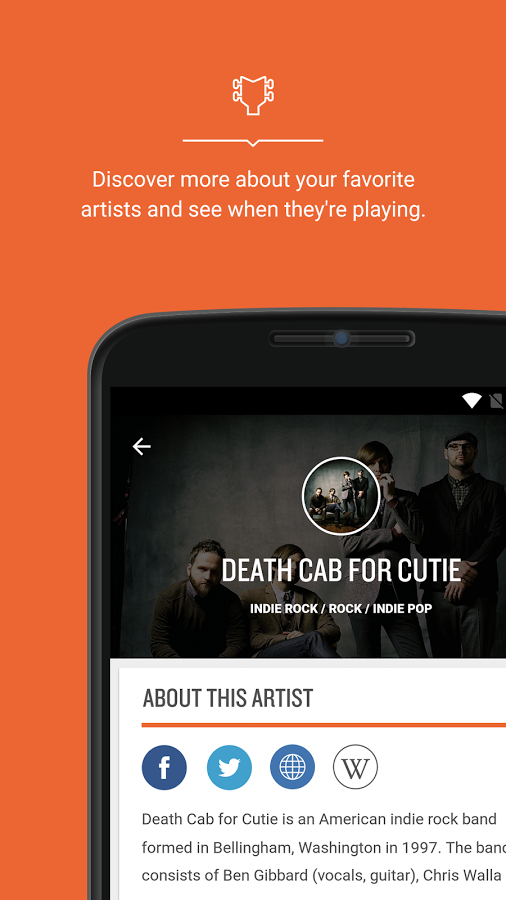 Discover more about your favorite
artists and see when they're playing.
DEATH CAB FOR CUTIE
INDIE ROCK / ROCK / INDIE POP
ABOUT THIS ARTIST
f
W
Death Cab for Cutie is an American indie rock band
formed in Bellingham, Washington in 1997. The band
consists of Ben Gibbard (vocals, guitar), Chris Walla